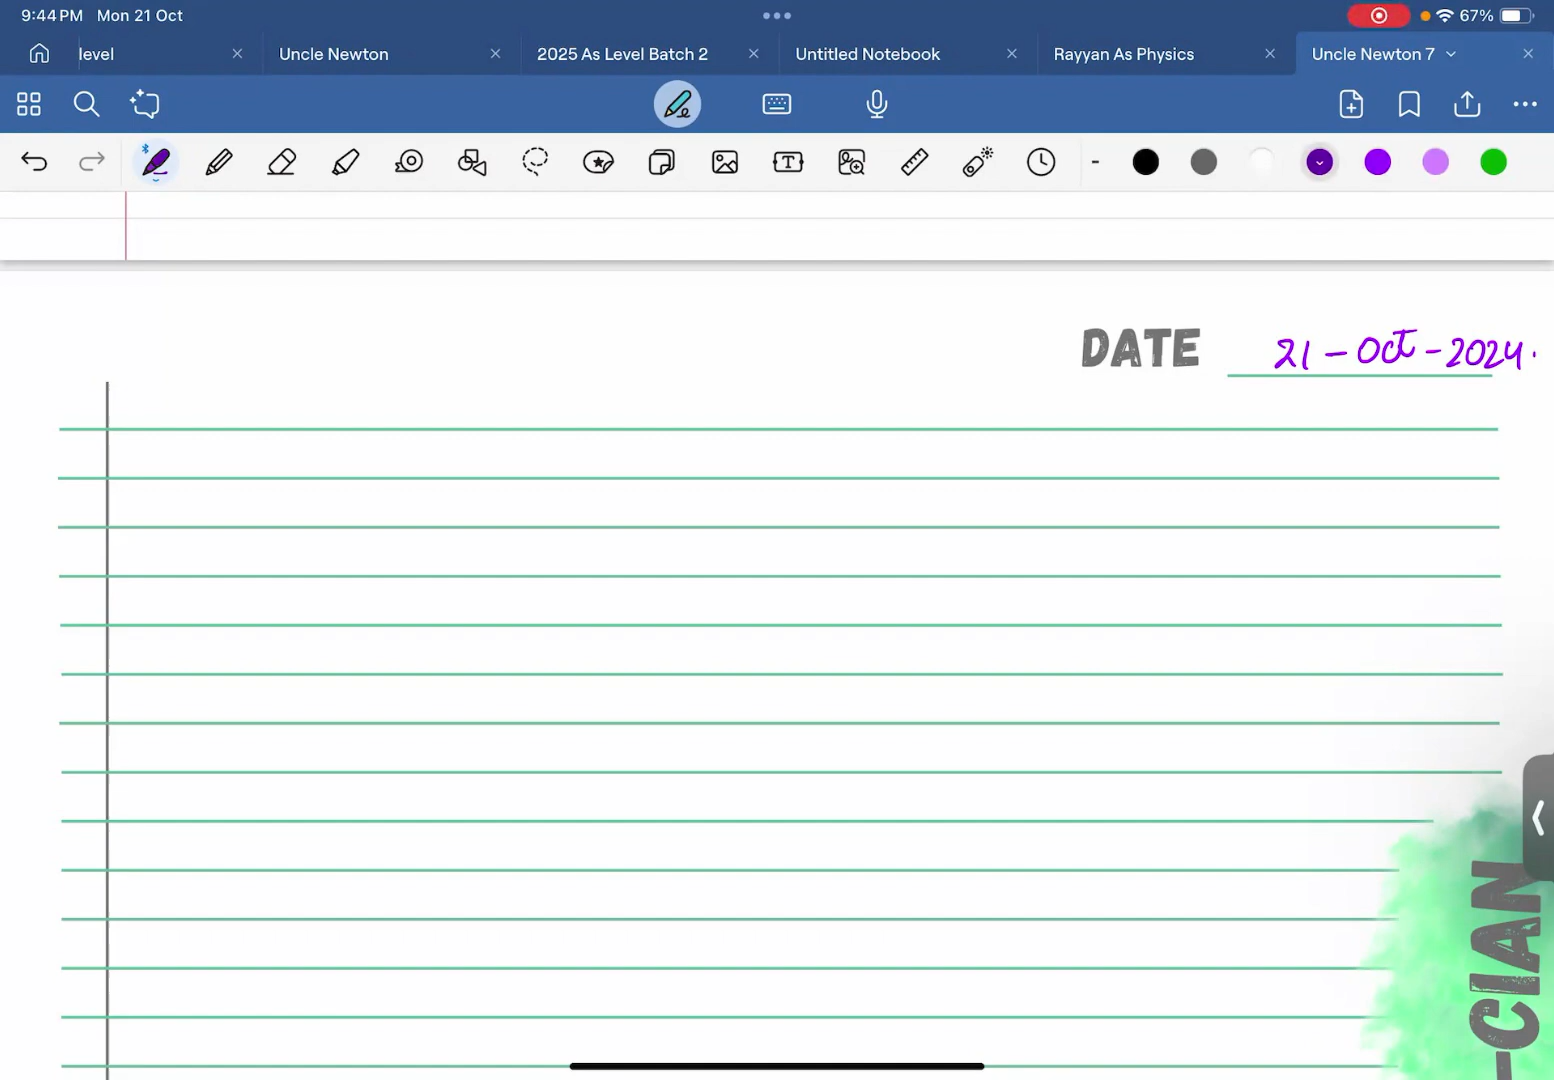 9:44 PM Mon 21 Oct
67%
level
Uncle Newton
2025 As Level Batch 2
Untitled Notebook
Rayyan As Physics
Uncle Newton 7
DATE 21 - Oct - 2024.
-CIAN